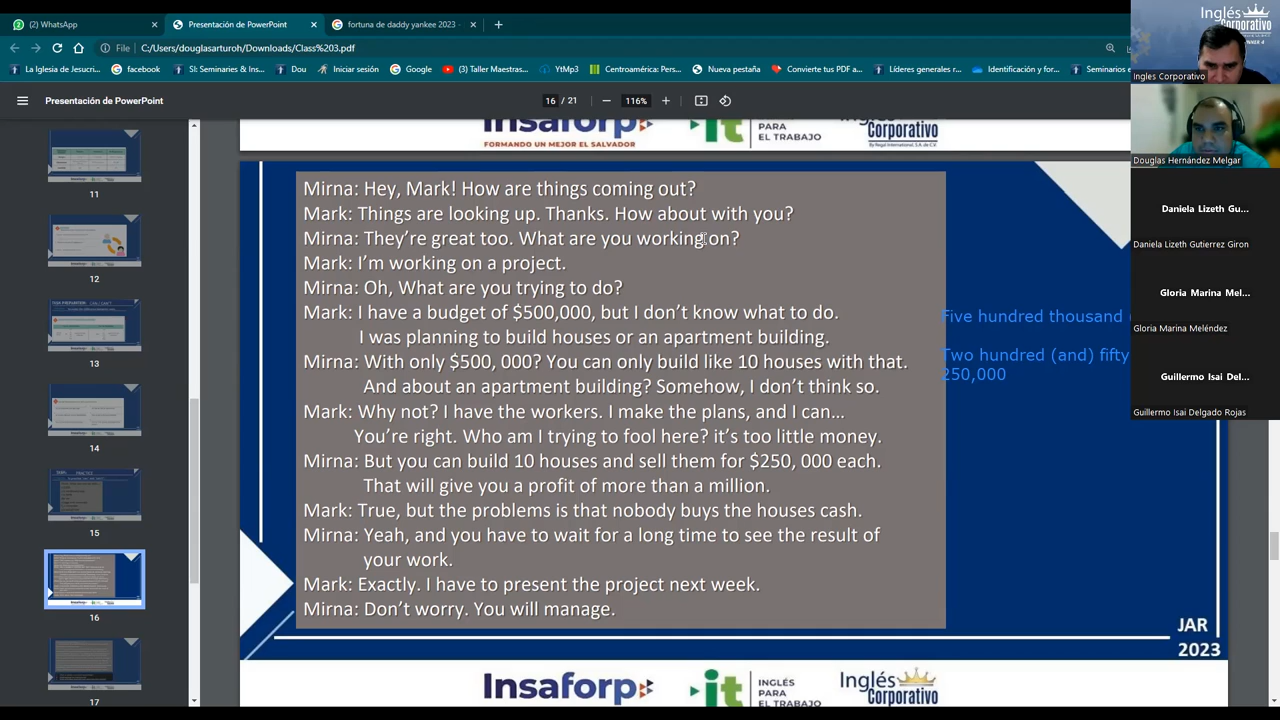 (2) WhatsApp
Presentación de PowerPoint
fortuna de daddy yankee 2023 -
File
C:/Users/douglasarturoh/Downloads/Class%203.pdf
La Iglesia de Jesucri...
facebook
SI: Seminaries & Ins...
Dou
Iniciar sesión
Google
(3) Taller Maestras...
YtMp3
Centroamérica: Pers...
Nueva pestaña
Convierte tus PDF a...
Líderes generales r...
Identificación y for...
Seminarios e
Presentación de PowerPoint
16 / 21
116%
11
12
13
14
15
16
17
Insaforp
FORMANDO UN MEJOR EL SALVADOR
it
PARA
EL TRABAJO
Corporativo
By Regal International, S.A. de C.V.
Mirna: Hey, Mark! How are things coming out?
Mark: Things are looking up. Thanks. How about with you?
Mirna: They're great too. What are you working on?
Mark: I'm working on a project.
Mirna: Oh, What are you trying to do?
Mark: I have a budget of $500,000, but I don't know what to do.
I was planning to build houses or an apartment building.
Mirna: With only $500, 000? You can only build like 10 houses with that.
And about an apartment building? Somehow, I don't think so.
Mark: Why not? I have the workers. I make the plans, and I can...
You're right. Who am I trying to fool here? it's too little money.
Mirna: But you can build 10 houses and sell them for $250, 000 each.
That will give you a profit of more than a million.
Mark: True, but the problems is that nobody buys the houses cash.
Mirna: Yeah, and you have to wait for a long time to see the result of
your work.
Mark: Exactly. I have to present the project next week.
Mirna: Don't worry. You will manage.
Five hundred thousand
Two hundred (and) fifty
250,000
JAR
2023
Insaforp
it
INGLÉS
PARA
EL TRABAJO
Inglés
Corporativo
Inglés
Corporativo
Ingles Corporativo
Douglas Hernández Melgar
Daniela Lizeth Gu...
Daniela Lizeth Gutierrez Giron
Gloria Marina Mel...
Gloria Marina Meléndez
Guillermo Isai Del...
Guillermo Isai Delgado Rojas